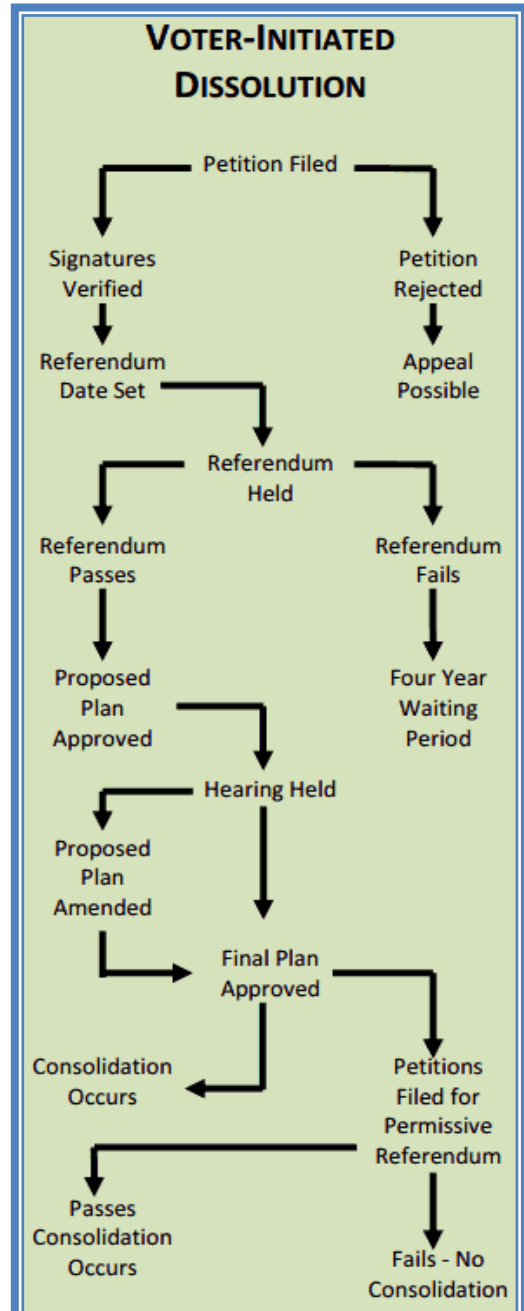 VOTER-INITIATED
DISSOLUTION
Petition Filed
Signatures
Verified
Petition
Rejected
Referendum
Date Set
Appeal
Possible
Referendum
Held
Referendum
Passes
Referendum
Fails
Proposed
Plan
Approved
Four Year
Waiting
Period
Hearing Held
Proposed
Plan
Amended
Final Plan
Approved
Consolidation
Occurs
Petitions
Filed for
Permissive
Referendum
Passes
Consolidation
Occurs
Fails - No
Consolidation